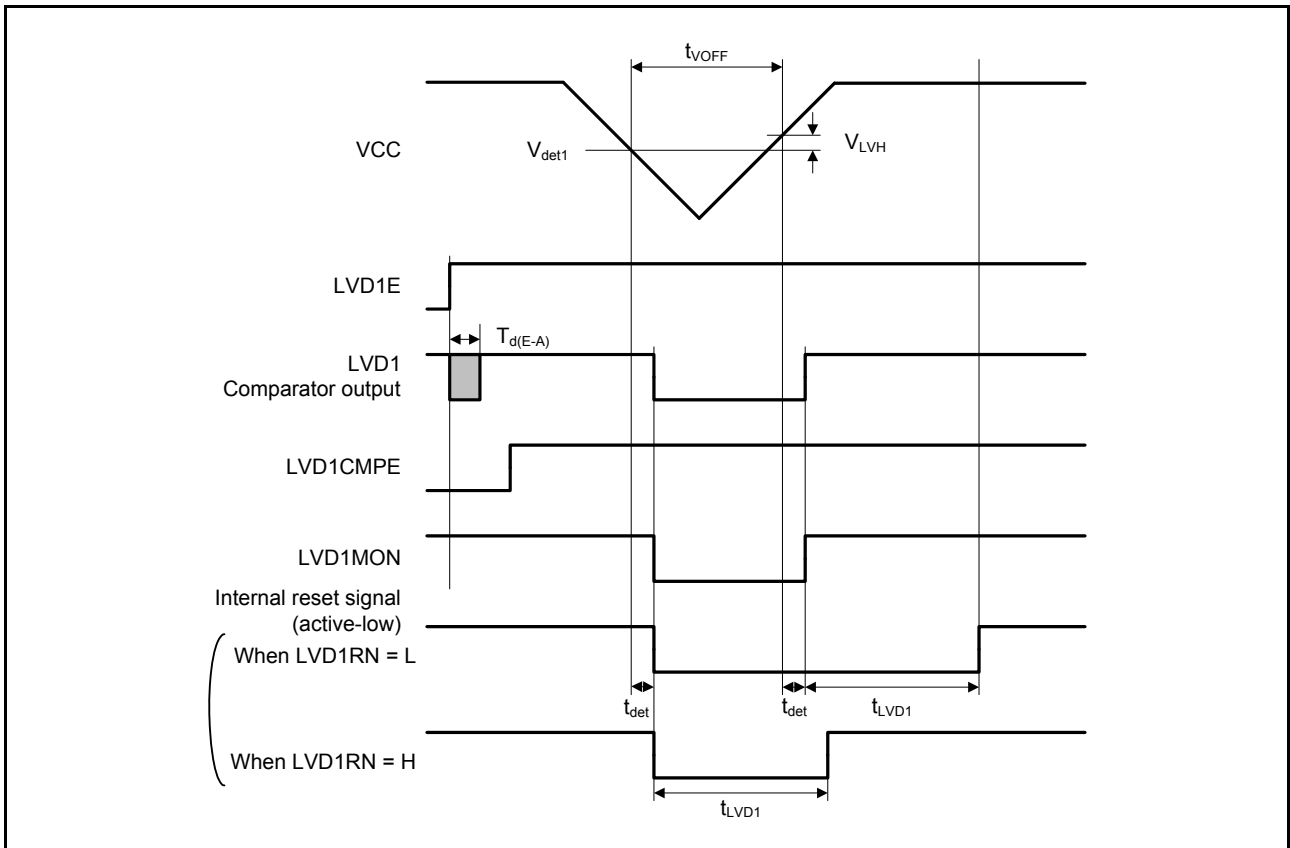 tVOFF
VCC
Vdet1
VLVH
LVD1E
Td(E-A)
LVD1
Comparator output
LVD1CMPE
LVD1MON
Internal reset signal
(active-low)
When LVD1RN = L
tdet
tdet
tLVD1
When LVD1RN = H
tLVD1